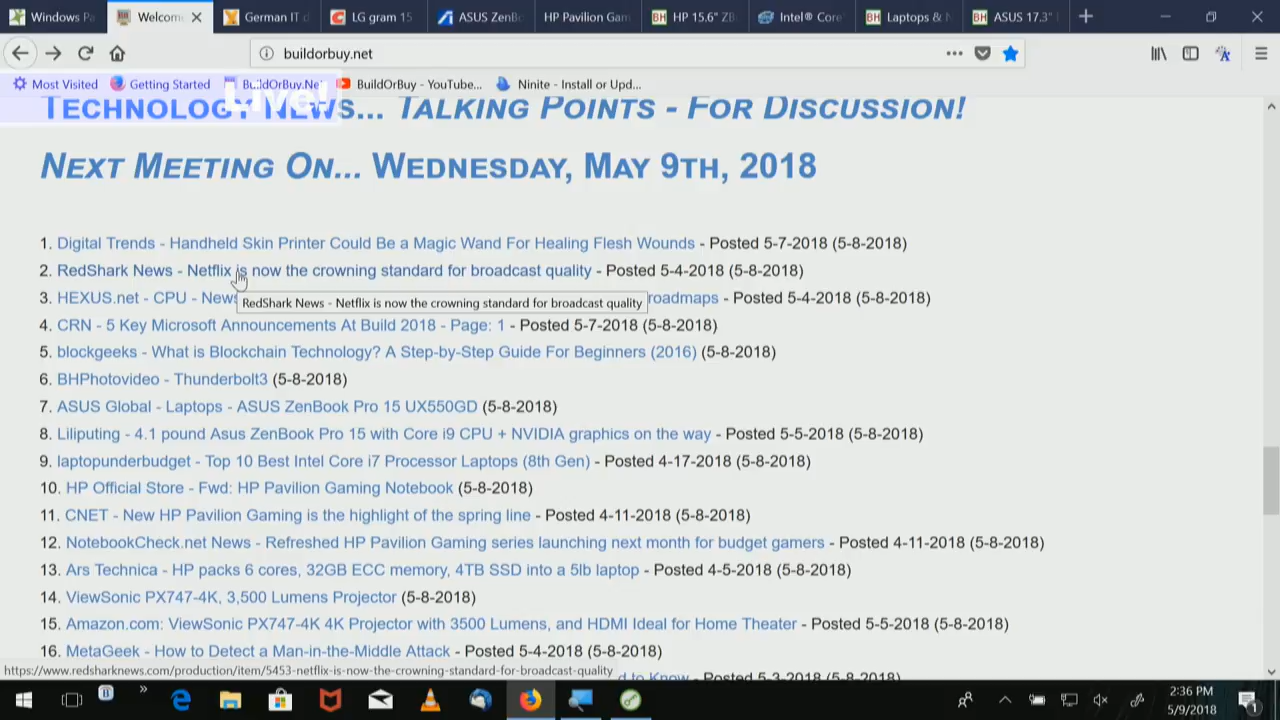 Windows Pa
Welcom
German IT d
LG gram 15
ASUS ZenBo
HP Pavilion Gam
HP 15.6" ZB
Intel® Core
Laptops & N
ASUS 17.3"
buildorbuy.net
Most Visited
Getting Started
BuildOrBuy.Ne
BuildOrBuy - YouTube...
Ninite - Install or Upd...
Live!
Technology News... Talking Points - For Discussion!
Next Meeting On... Wednesday, May 9th, 2018
1. Digital Trends - Handheld Skin Printer Could Be a Magic Wand For Healing Flesh Wounds - Posted 5-7-2018 (5-8-2018)
2. RedShark News - Netflix is now the crowning standard for broadcast quality - Posted 5-4-2018 (5-8-2018)
3. HEXUS.net - CPU - News roadmaps - Posted 5-4-2018 (5-8-2018)
RedShark News - Netflix is now the crowning standard for broadcast quality
4. CRN - 5 Key Microsoft Announcements At Build 2018 - Page: 1 - Posted 5-7-2018 (5-8-2018)
5. blockgeeks - What is Blockchain Technology? A Step-by-Step Guide For Beginners (2016) (5-8-2018)
6. BHPhotovideo - Thunderbolt3 (5-8-2018)
7. ASUS Global - Laptops - ASUS ZenBook Pro 15 UX550GD (5-8-2018)
8. Liliputing - 4.1 pound Asus ZenBook Pro 15 with Core i9 CPU + NVIDIA graphics on the way - Posted 5-5-2018 (5-8-2018)
9. laptopunderbudget - Top 10 Best Intel Core i7 Processor Laptops (8th Gen) - Posted 4-17-2018 (5-8-2018)
10. HP Official Store - Fwd: HP Pavilion Gaming Notebook (5-8-2018)
11. CNET - New HP Pavilion Gaming is the highlight of the spring line - Posted 4-11-2018 (5-8-2018)
12. NotebookCheck.net News - Refreshed HP Pavilion Gaming series launching next month for budget gamers - Posted 4-11-2018 (5-8-2018)
13. Ars Technica - HP packs 6 cores, 32GB ECC memory, 4TB SSD into a 5lb laptop - Posted 4-5-2018 (5-8-2018)
14. ViewSonic PX747-4K, 3,500 Lumens Projector (5-8-2018)
15. Amazon.com: ViewSonic PX747-4K 4K Projector with 3500 Lumens, and HDMI Ideal for Home Theater - Posted 5-5-2018 (5-8-2018)
16. MetaGeek - How to Detect a Man-in-the-Middle Attack - Posted 5-4-2018 (5-8-2018)
https://www.redsharknews.com/production/item/5453-netflix-is-now-the-crowning-standard-for-broadcast-quality
d to Know - Posted 5-3-2018 (5-8-2018)
2:36 PM
5/9/2018